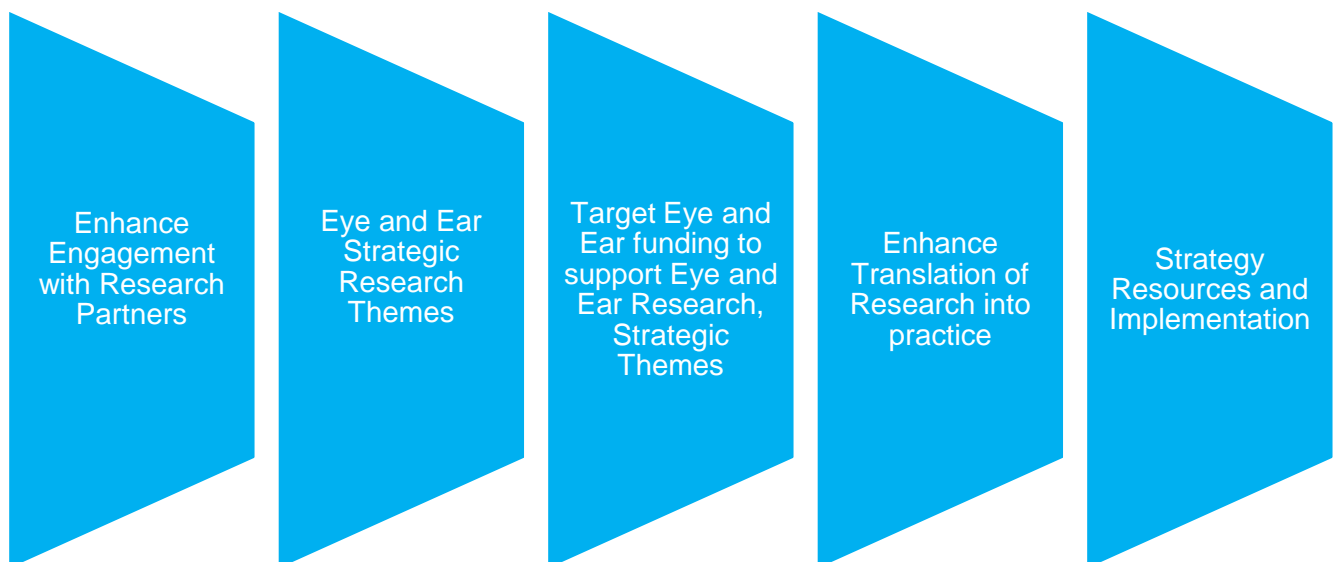 Enhance
Engagement
with Research
Partners
Eye and Ear
Strategic
Research
Themes
Target Eye and
Ear funding to
support Eye and
Ear Research,
Strategic
Themes
Enhance
Translation of
Research into
practice
Strategy
Resources and
Implementation